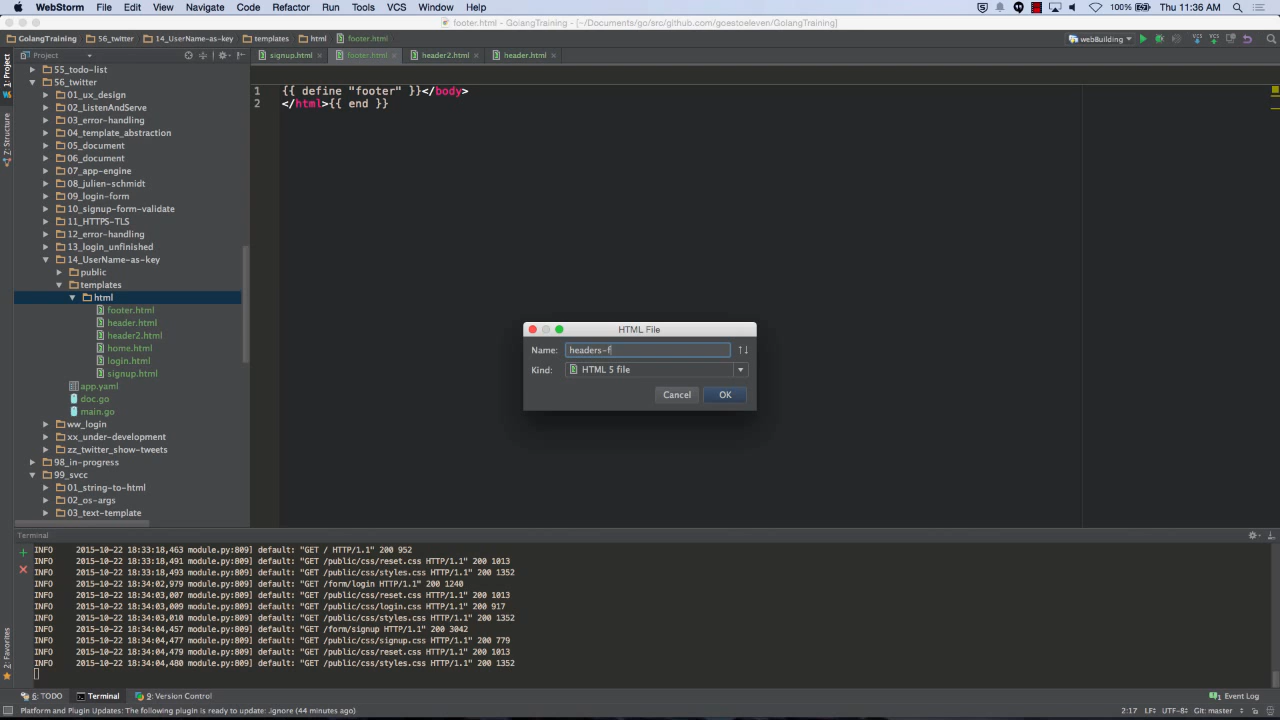 WebStorm File Edit View Navigate Code Refactor Run Tools VCS Window Help 100% Thu 11:36 AM
footer.html - GolangTraining - [~/Documents/go/src/github.com/goestoeleven/GolangTraining]
GolangTraining 56_twitter 14_UserName-as-key templates html footer.html webBuilding
Project signup.html footer.html header2.html header.html
1: Project
Z: Structure
2: Favorites
55_todo-list
56_twitter
01_ux_design
02_ListenAndServe
03_error-handling
04_template_abstraction
05_document
06_document
07_app-engine
08_julien-schmidt
09_login-form
10_signup-form-validate
11_HTTPS-TLS
12_error-handling
13_login_unfinished
14_UserName-as-key
public
templates
html
footer.html
header.html
header2.html
home.html
login.html
signup.html
app.yaml
doc.go
main.go
ww_login
xx_under-development
zz_twitter_show-tweets
98_in-progress
99_svcc
01_string-to-html
02_os-args
03_text-template
1 {{ define "footer" }}</body>
2 </html>{{ end }}
HTML File
Name: headers-f
Kind: HTML 5 file
Cancel OK
Terminal
INFO 2015-10-22 18:33:18,463 module.py:809] default: "GET / HTTP/1.1" 200 952
INFO 2015-10-22 18:33:18,491 module.py:809] default: "GET /public/css/reset.css HTTP/1.1" 200 1013
INFO 2015-10-22 18:33:18,493 module.py:809] default: "GET /public/css/styles.css HTTP/1.1" 200 1352
INFO 2015-10-22 18:34:02,979 module.py:809] default: "GET /form/login HTTP/1.1" 200 1240
INFO 2015-10-22 18:34:03,007 module.py:809] default: "GET /public/css/reset.css HTTP/1.1" 200 1013
INFO 2015-10-22 18:34:03,009 module.py:809] default: "GET /public/css/login.css HTTP/1.1" 200 917
INFO 2015-10-22 18:34:03,009 module.py:809] default: "GET /public/css/styles.css HTTP/1.1" 200 1352
INFO 2015-10-22 18:34:04,457 module.py:809] default: "GET /form/signup HTTP/1.1" 200 3042
INFO 2015-10-22 18:34:04,477 module.py:809] default: "GET /public/css/signup.css HTTP/1.1" 200 779
INFO 2015-10-22 18:34:04,479 module.py:809] default: "GET /public/css/reset.css HTTP/1.1" 200 1013
INFO 2015-10-22 18:34:04,480 module.py:809] default: "GET /public/css/styles.css HTTP/1.1" 200 1352
6: TODO Terminal 9: Version Control 1 Event Log
Platform and Plugin Updates: The following plugin is ready to update: .ignore (44 minutes ago) 2:17 LF÷ UTF-8÷ Git: master